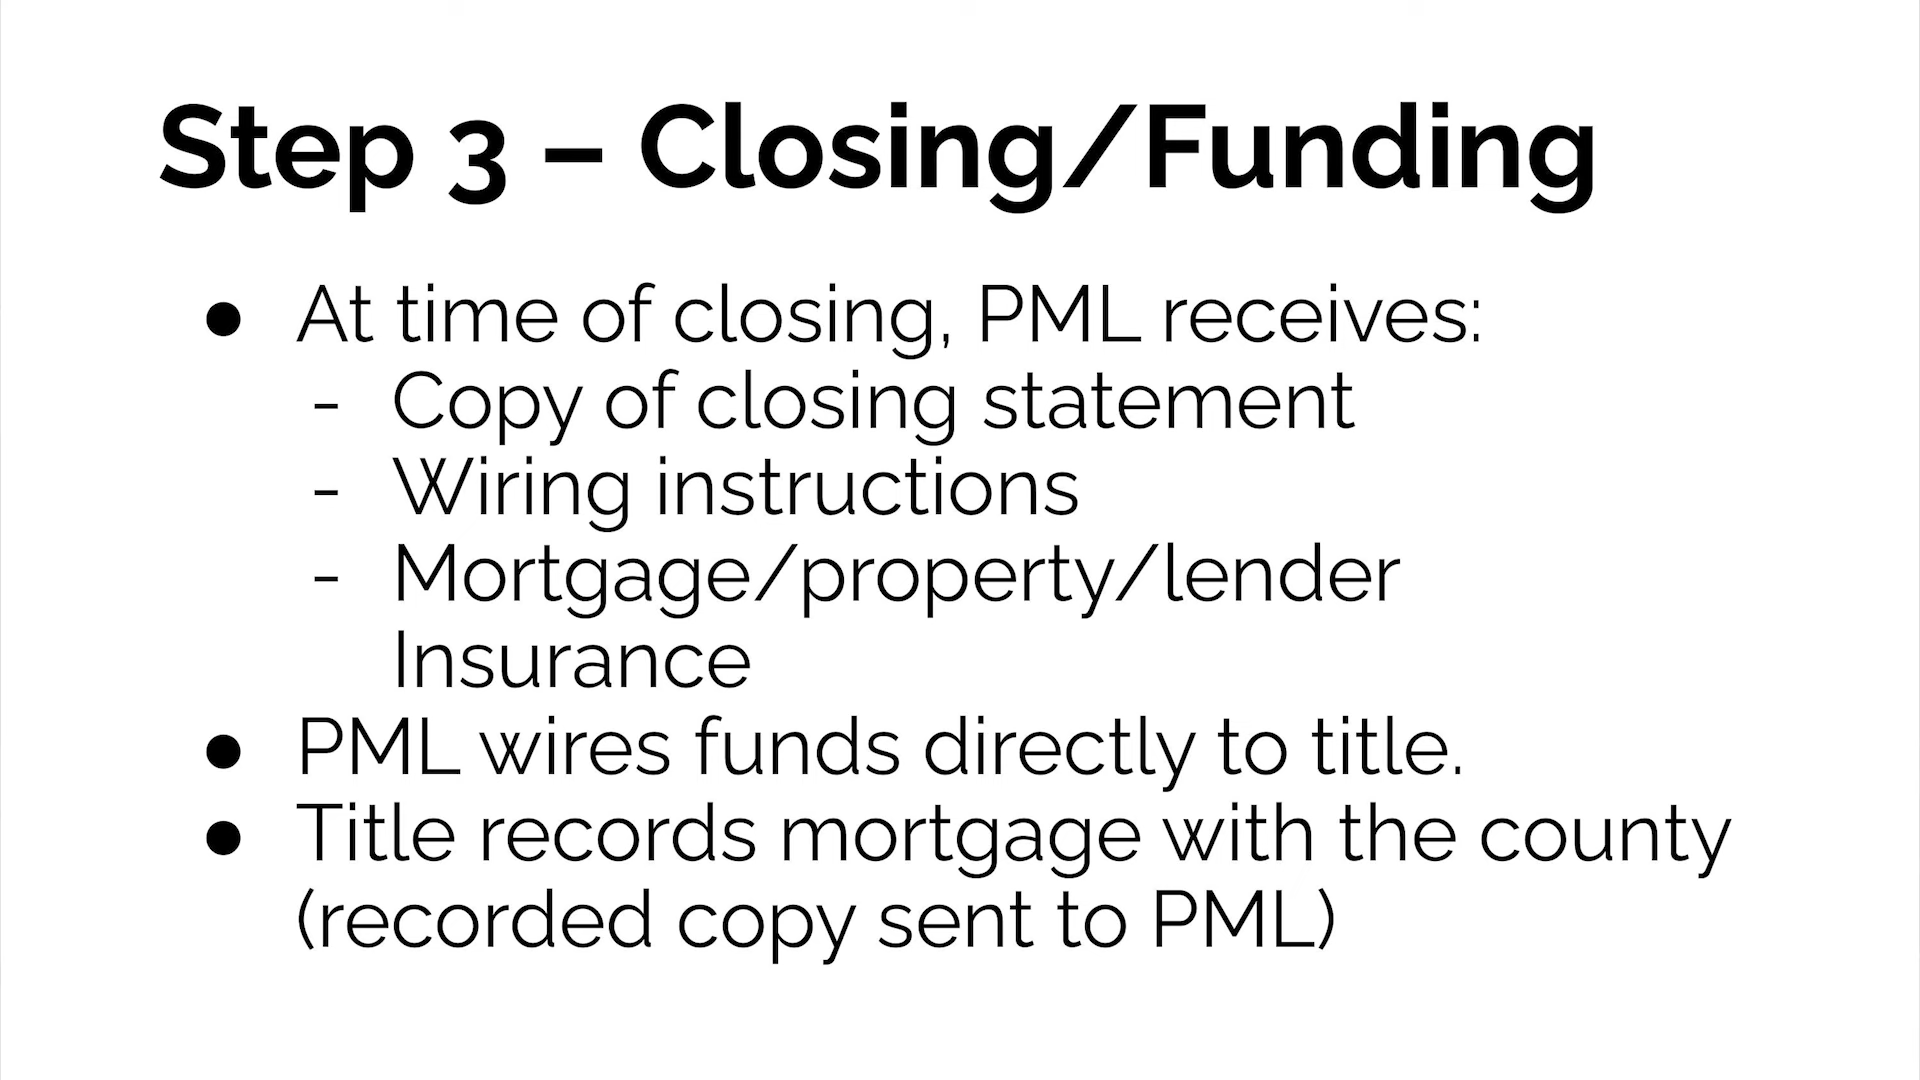 Step 3 – Closing/Funding
● At time of closing, PML receives:
- Copy of closing statement
- Wiring instructions
- Mortgage/property/lender
Insurance
● PML wires funds directly to title.
● Title records mortgage with the county
(recorded copy sent to PML)